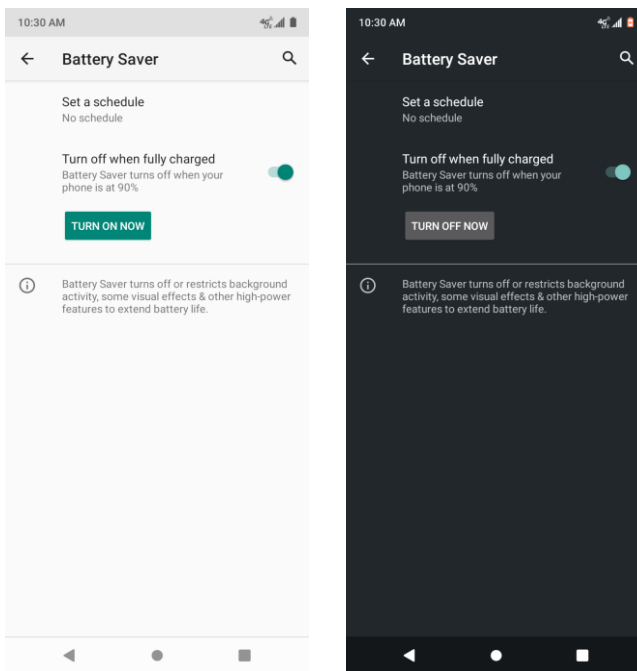 10:30 AM
Battery Saver
Set a schedule
No schedule
Turn off when fully charged
Battery Saver turns off when your
phone is at 90%
TURN ON NOW
Battery Saver turns off or restricts background
activity, some visual effects & other high-power
features to extend battery life.
10:30 AM
Battery Saver
Set a schedule
No schedule
Turn off when fully charged
Battery Saver turns off when your
phone is at 90%
TURN OFF NOW
Battery Saver turns off or restricts background
activity, some visual effects & other high-power
features to extend battery life.